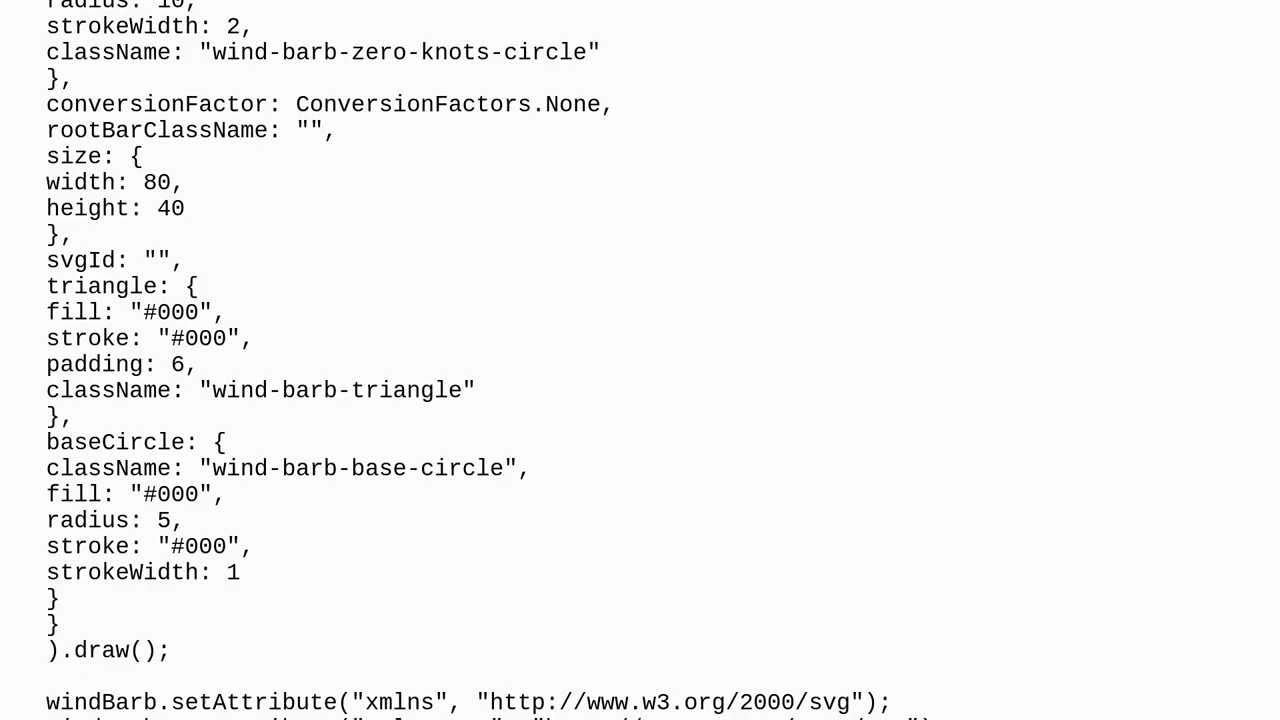 radius: 10,
strokeWidth: 2,
className: "wind-barb-zero-knots-circle"
},
conversionFactor: ConversionFactors.None,
rootBarClassName: "",
size: {
width: 80,
height: 40
},
svgId: "",
triangle: {
fill: "#000",
stroke: "#000",
padding: 6,
className: "wind-barb-triangle"
},
baseCircle: {
className: "wind-barb-base-circle",
fill: "#000",
radius: 5,
stroke: "#000",
strokeWidth: 1
}
}
).draw();
windBarb.setAttribute("xmlns", "http://www.w3.org/2000/svg");